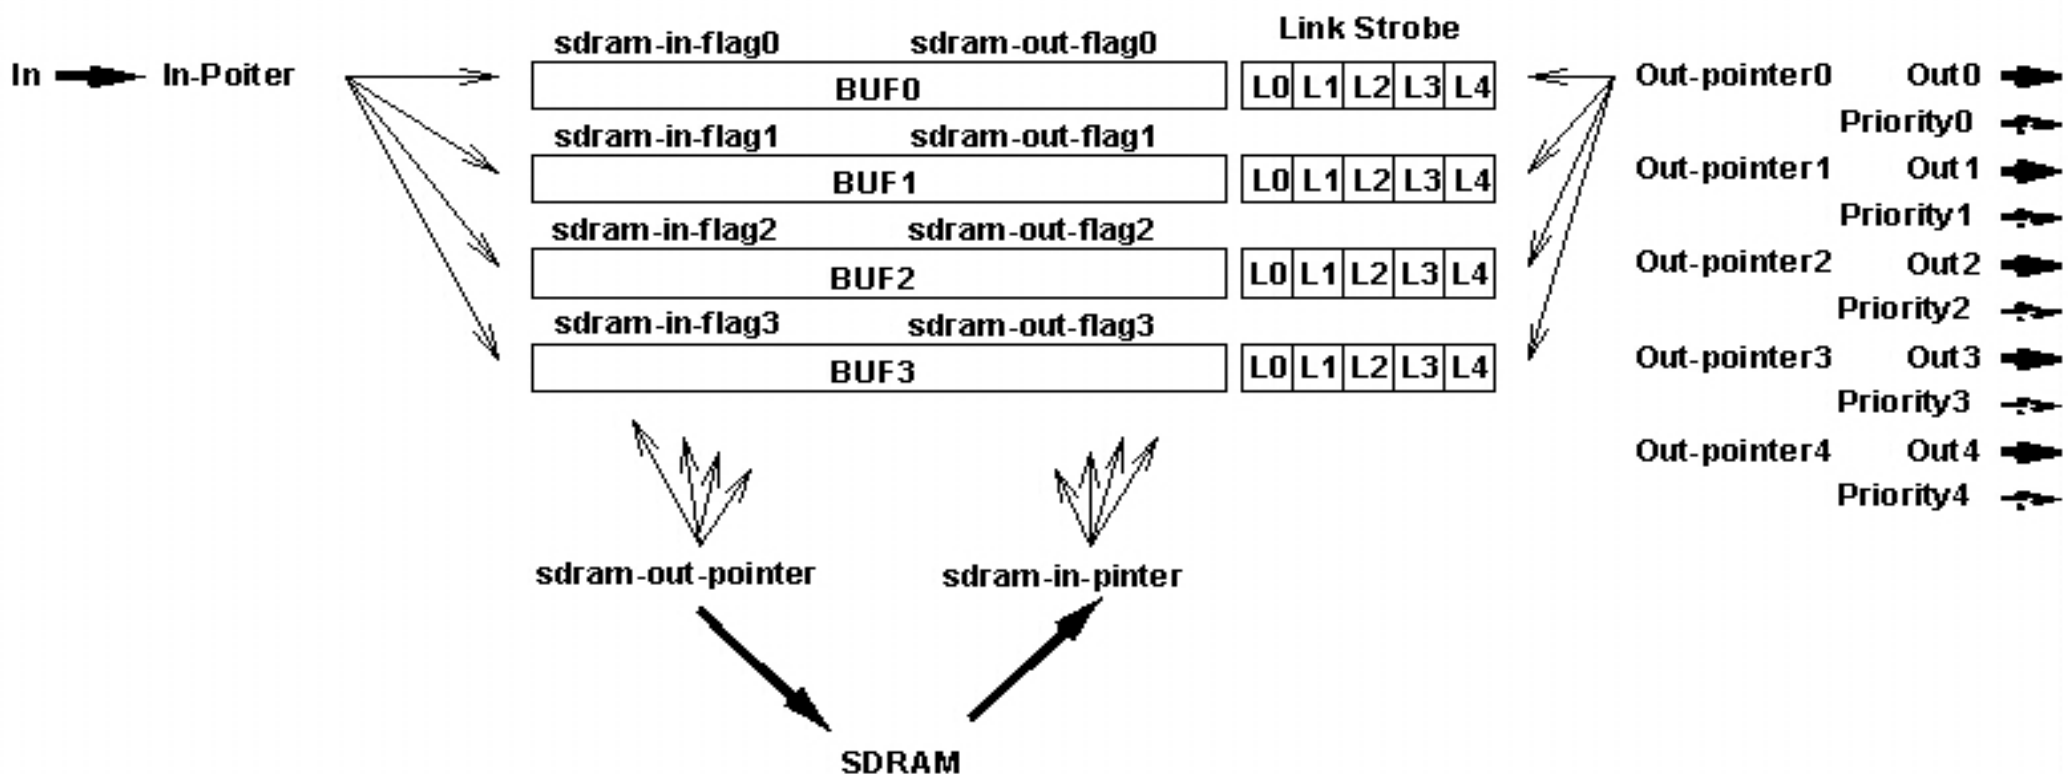 Link Strobe
sdram-in-flag0 sdram-out-flag0
In In-Poiter BUF0 L0 L1 L2 L3 L4 Out-pointer0 Out0
Priority0
sdram-in-flag1 sdram-out-flag1
BUF1 L0 L1 L2 L3 L4 Out-pointer1 Out1
Priority1
sdram-in-flag2 sdram-out-flag2
BUF2 L0 L1 L2 L3 L4 Out-pointer2 Out2
Priority2
sdram-in-flag3 sdram-out-flag3
BUF3 L0 L1 L2 L3 L4 Out-pointer3 Out3
Priority3
Out-pointer4 Out4
Priority4
sdram-out-pointer sdram-in-pinter
SDRAM